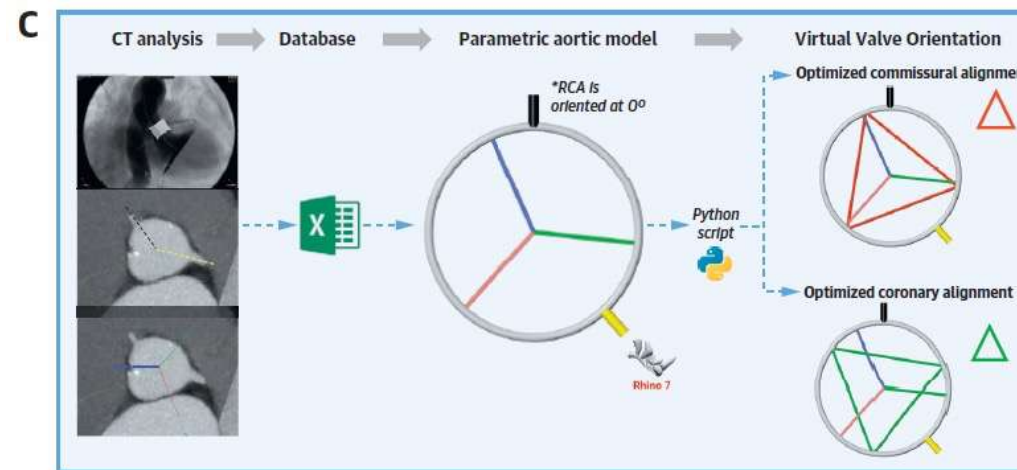 C
CT analysis
Database
Parametric aortic model
Virtual Valve Orientation
*RCA is
oriented at 0º
Optimized commissural alignme
X
Python
script
Optimized coronary alignment
Rhino 7